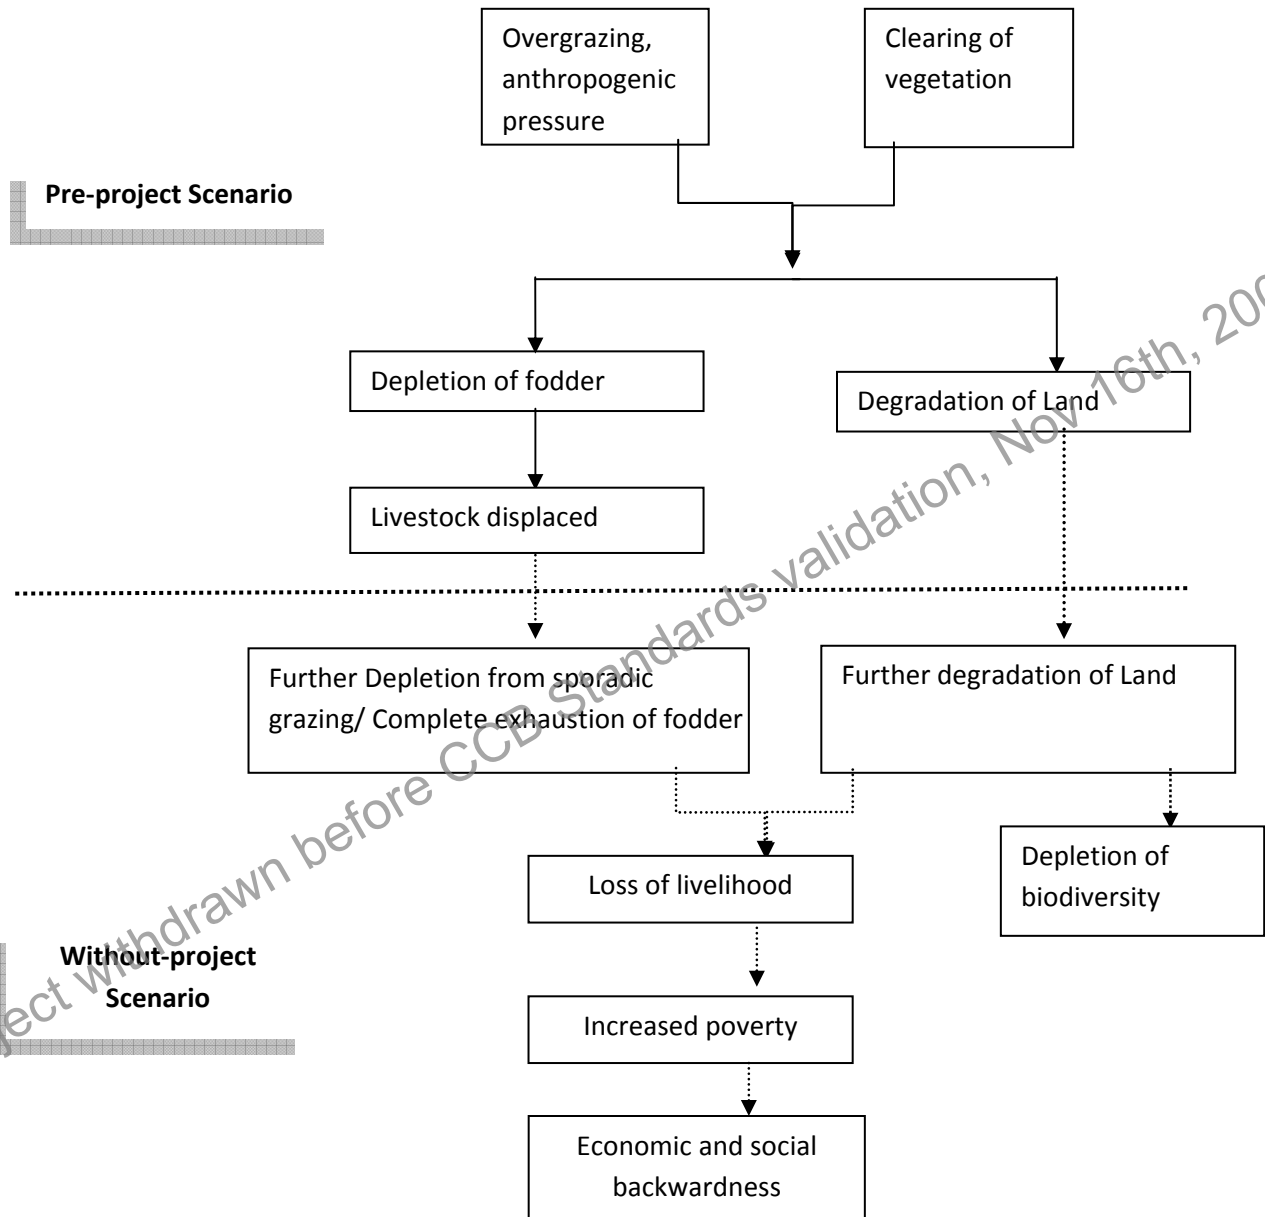 Overgrazing,
anthropogenic
pressure
Clearing of
vegetation
Pre-project Scenario
Depletion of fodder
Degradation of Land
Livestock displaced
Further Depletion from sporadic
grazing/ Complete exhaustion of fodder
Further degradation of Land
Loss of livelihood
Depletion of
biodiversity
Without-project
Scenario
Increased poverty
Economic and social
backwardness
withdrawn before CCB Standards validation, Nov 16th,